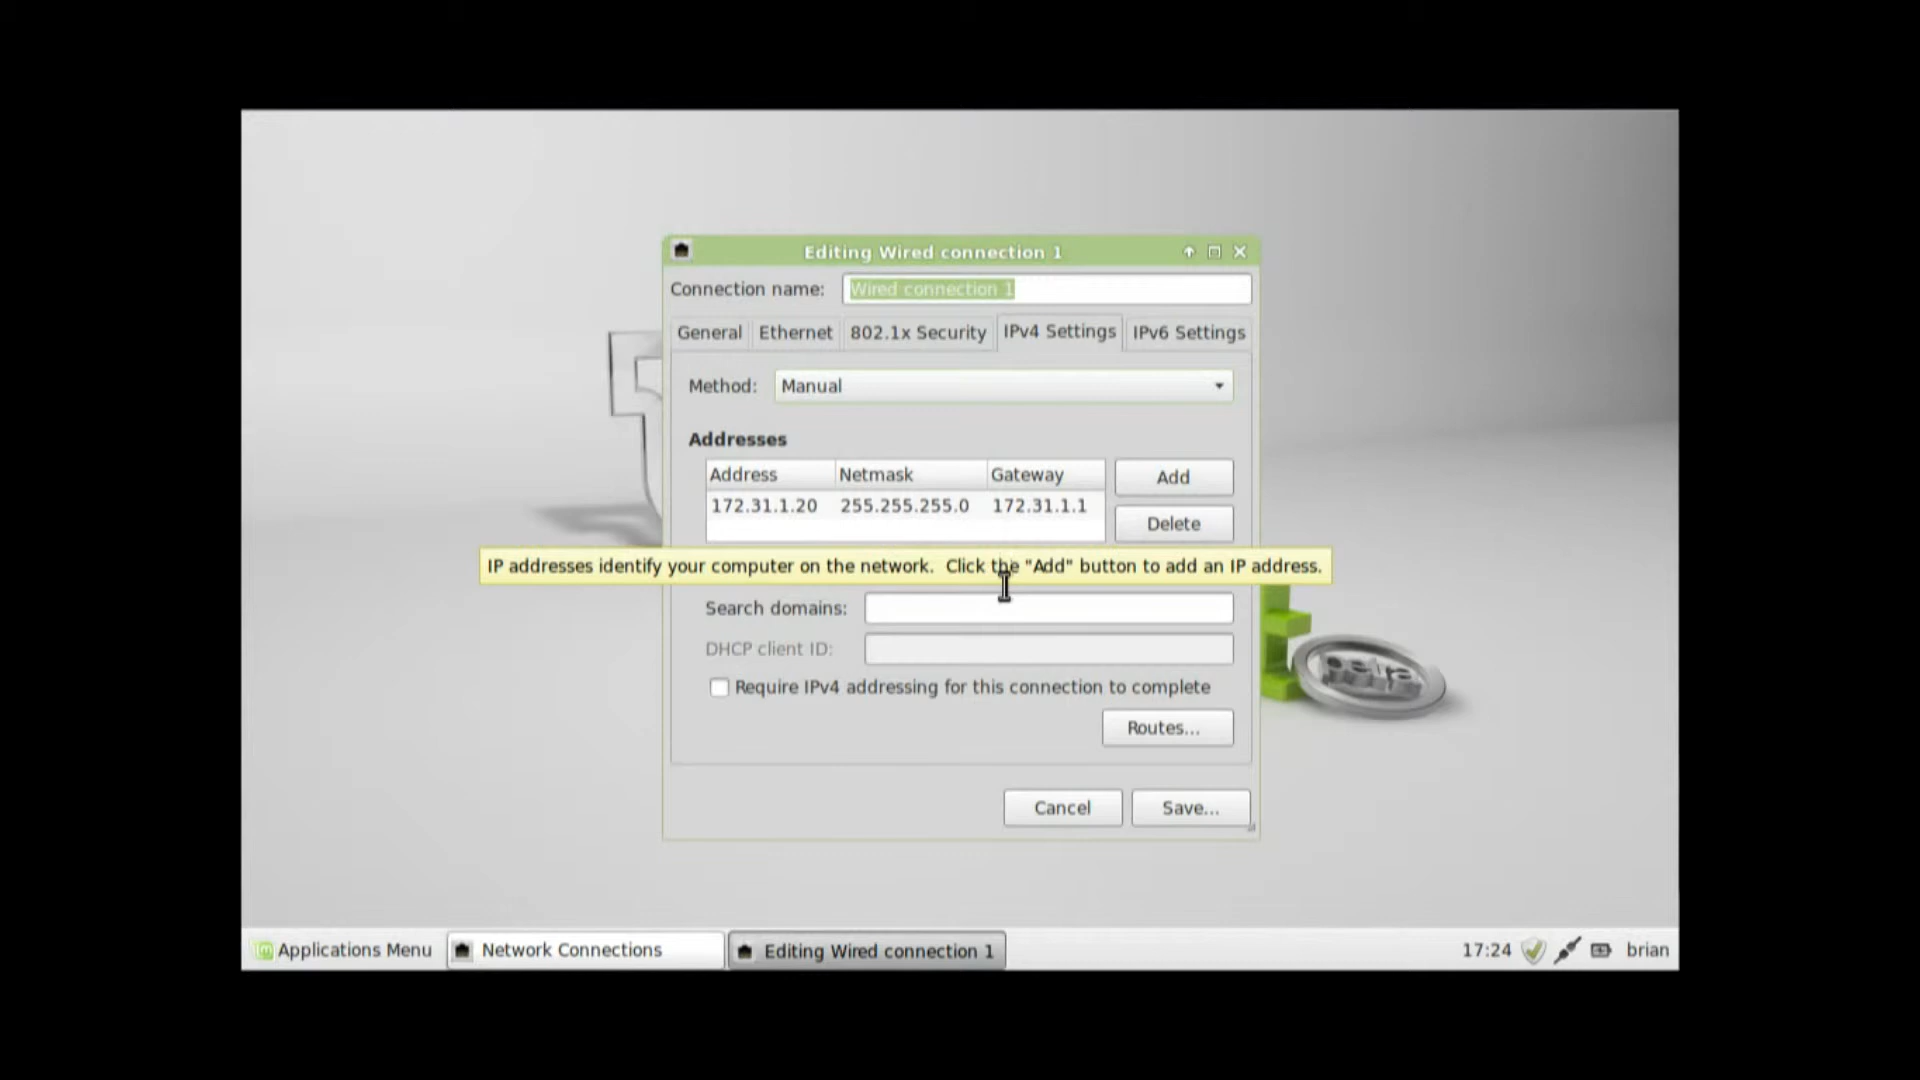 Editing Wired connection 1
Connection name: Wired connection 1
General Ethernet 802.1x Security IPv4 Settings IPv6 Settings
Method: Manual
Addresses
Address Netmask Gateway Add
172.31.1.20 255.255.255.0 172.31.1.1
Delete
IP addresses identify your computer on the network. Click the "Add" button to add an IP address.
Search domains:
DHCP client ID:
Require IPv4 addressing for this connection to complete
Routes...
Cancel Save...
Beta
Applications Menu Network Connections Editing Wired connection 1 17:24 brian